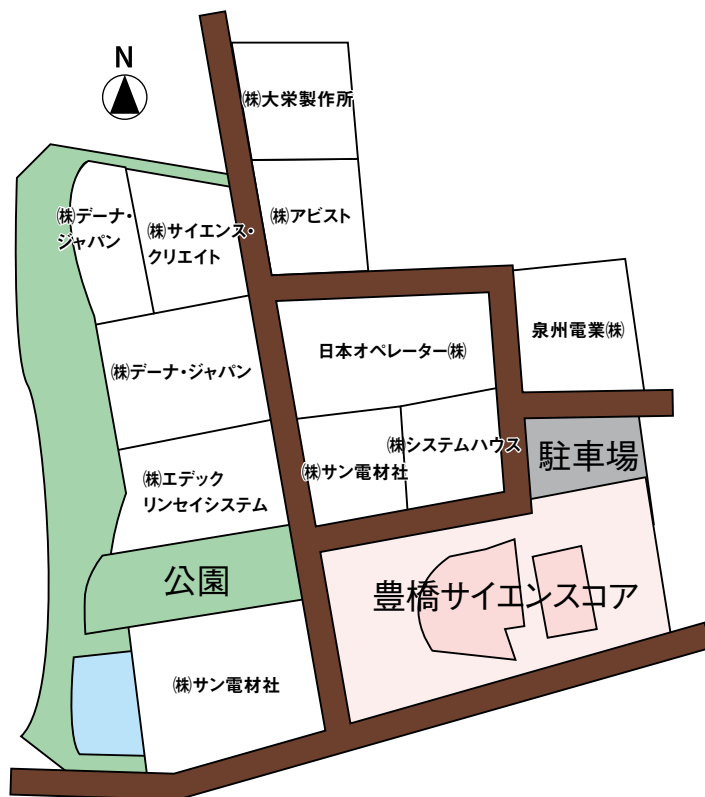 N
㈱大栄製作所
㈱アビスト
㈱デーナ・
ジャパン
㈱サイエンス・
クリエイト
泉州電業㈱
日本オペレーター㈱
㈱デーナ・ジャパン
㈱システムハウス
㈱サン電材社
駐車場
㈱エデック
リンセイシステム
公園
豊橋サイエンスコア
㈱サン電材社